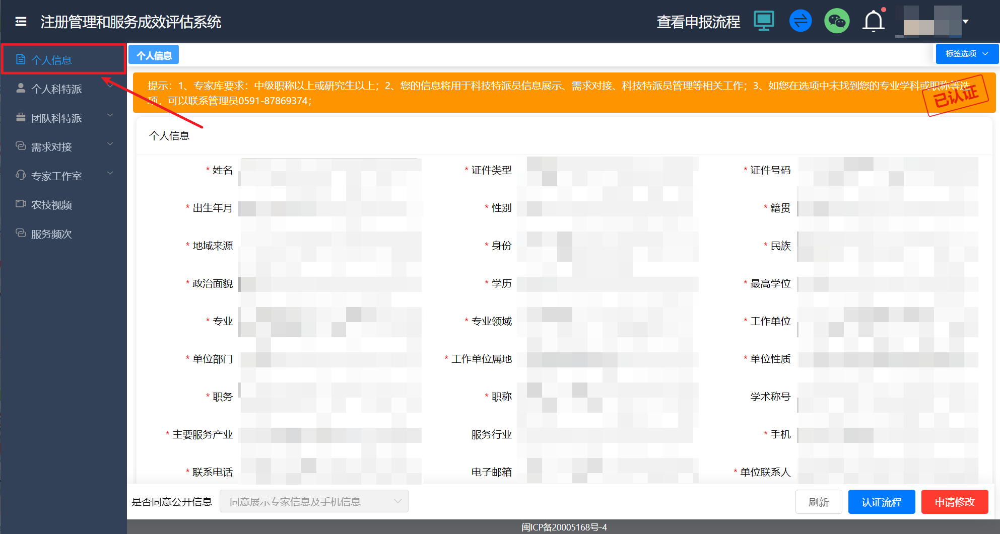 注册管理和服务成效评估系统
查看申报流程
个人信息
个人科特派
团队科特派
需求对接
专家工作室
农技视频
服务频次
个人信息
标签选项
提示：1、专家库要求：中级职称以上或研究生以上；2、您的信息将用于科技特派员信息展示、需求对接、科技特派员管理等相关工作；3、如您在选项中未找到您的专业学科或职称等选
项，可以联系管理员0591-87869374；
已认证
个人信息
* 姓名
* 证件类型
* 证件号码
* 出生年月
* 性别
* 籍贯
* 地域来源
* 身份
* 民族
* 政治面貌
* 学历
* 最高学位
* 专业
* 专业领域
* 工作单位
* 单位部门
* 工作单位属地
* 单位性质
* 职务
* 职称
学术称号
* 主要服务产业
服务行业
* 手机
* 联系电话
电子邮箱
* 单位联系人
是否同意公开信息
同意展示专家信息及手机信息
刷新
认证流程
申请修改
闽ICP备20005168号-4